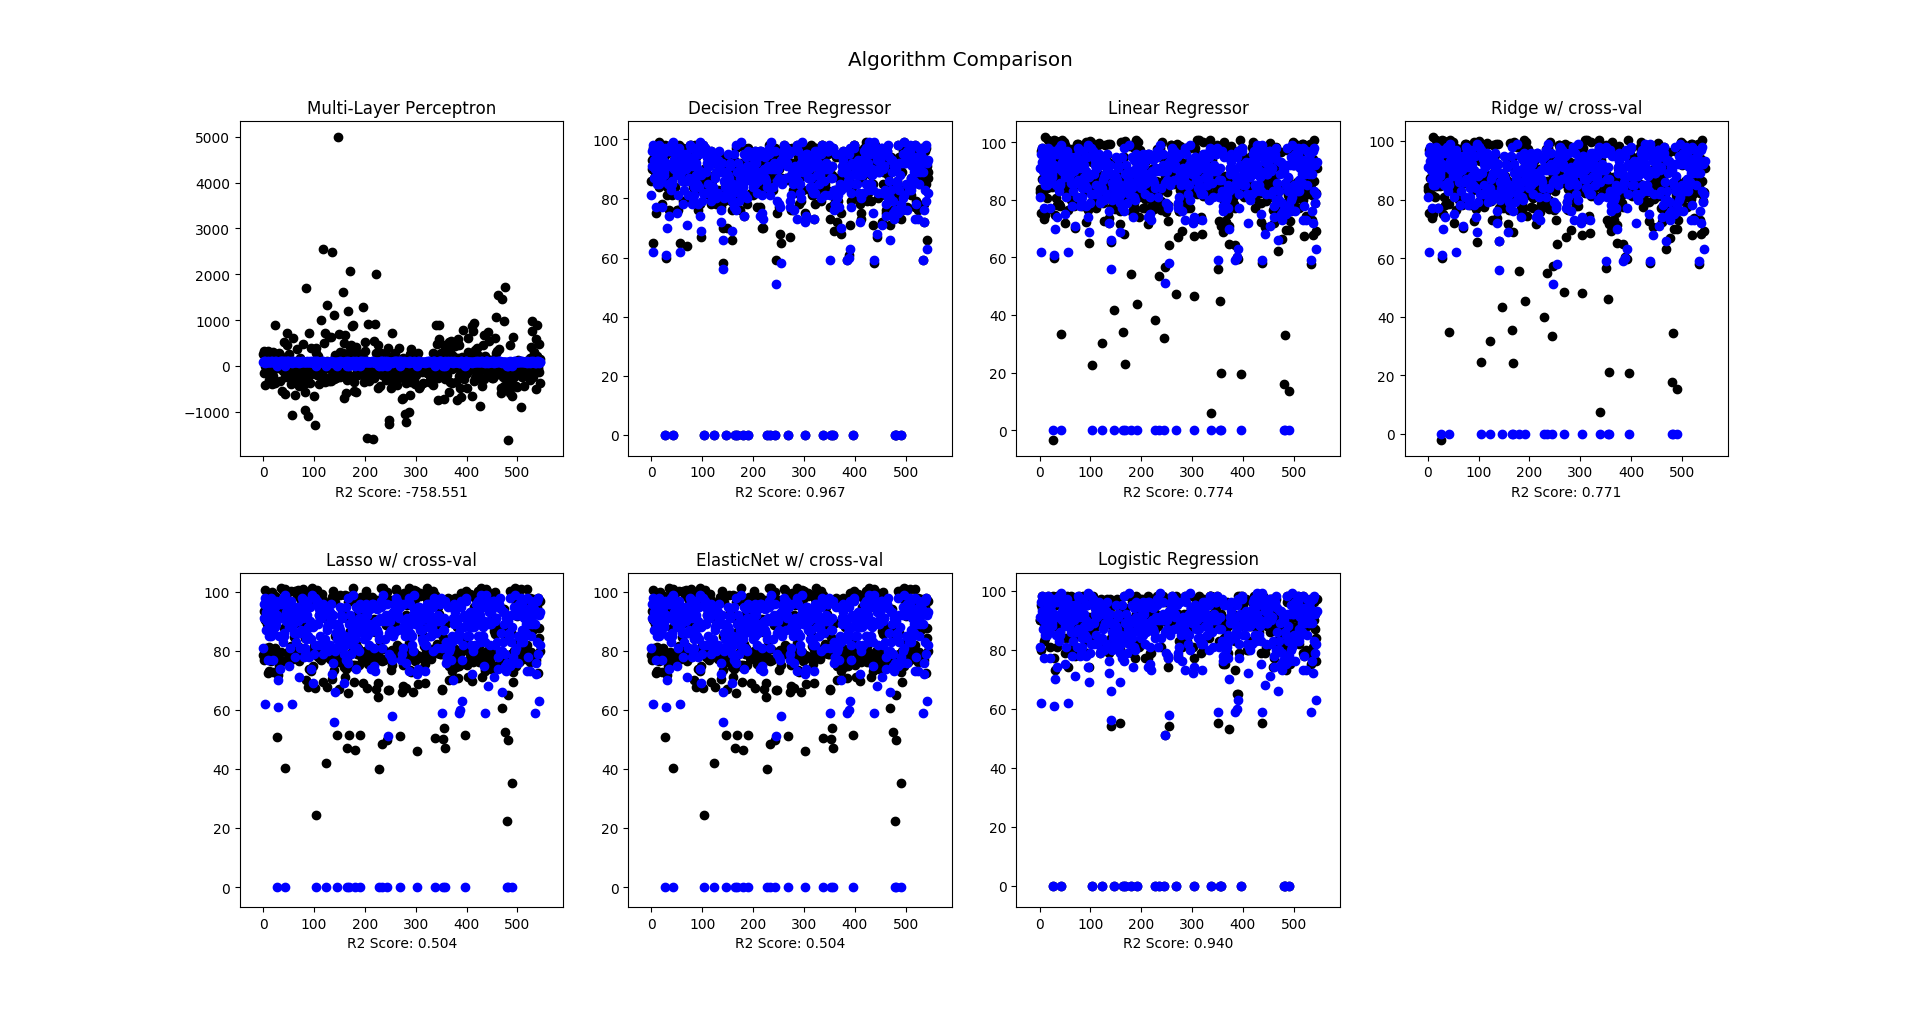 Algorithm Comparison
Multi-Layer Perceptron
5000
4000
3000
2000
1000
0
−1000
0 100 200 300 400 500
R2 Score: -758.551
Decision Tree Regressor
100
80
60
40
20
0
0 100 200 300 400 500
R2 Score: 0.967
Linear Regressor
100
80
60
40
20
0
0 100 200 300 400 500
R2 Score: 0.774
Ridge w/ cross-val
100
80
60
40
20
0
0 100 200 300 400 500
R2 Score: 0.771
Lasso w/ cross-val
100
80
60
40
20
0
0 100 200 300 400 500
R2 Score: 0.504
ElasticNet w/ cross-val
100
80
60
40
20
0
0 100 200 300 400 500
R2 Score: 0.504
Logistic Regression
100
80
60
40
20
0
0 100 200 300 400 500
R2 Score: 0.940